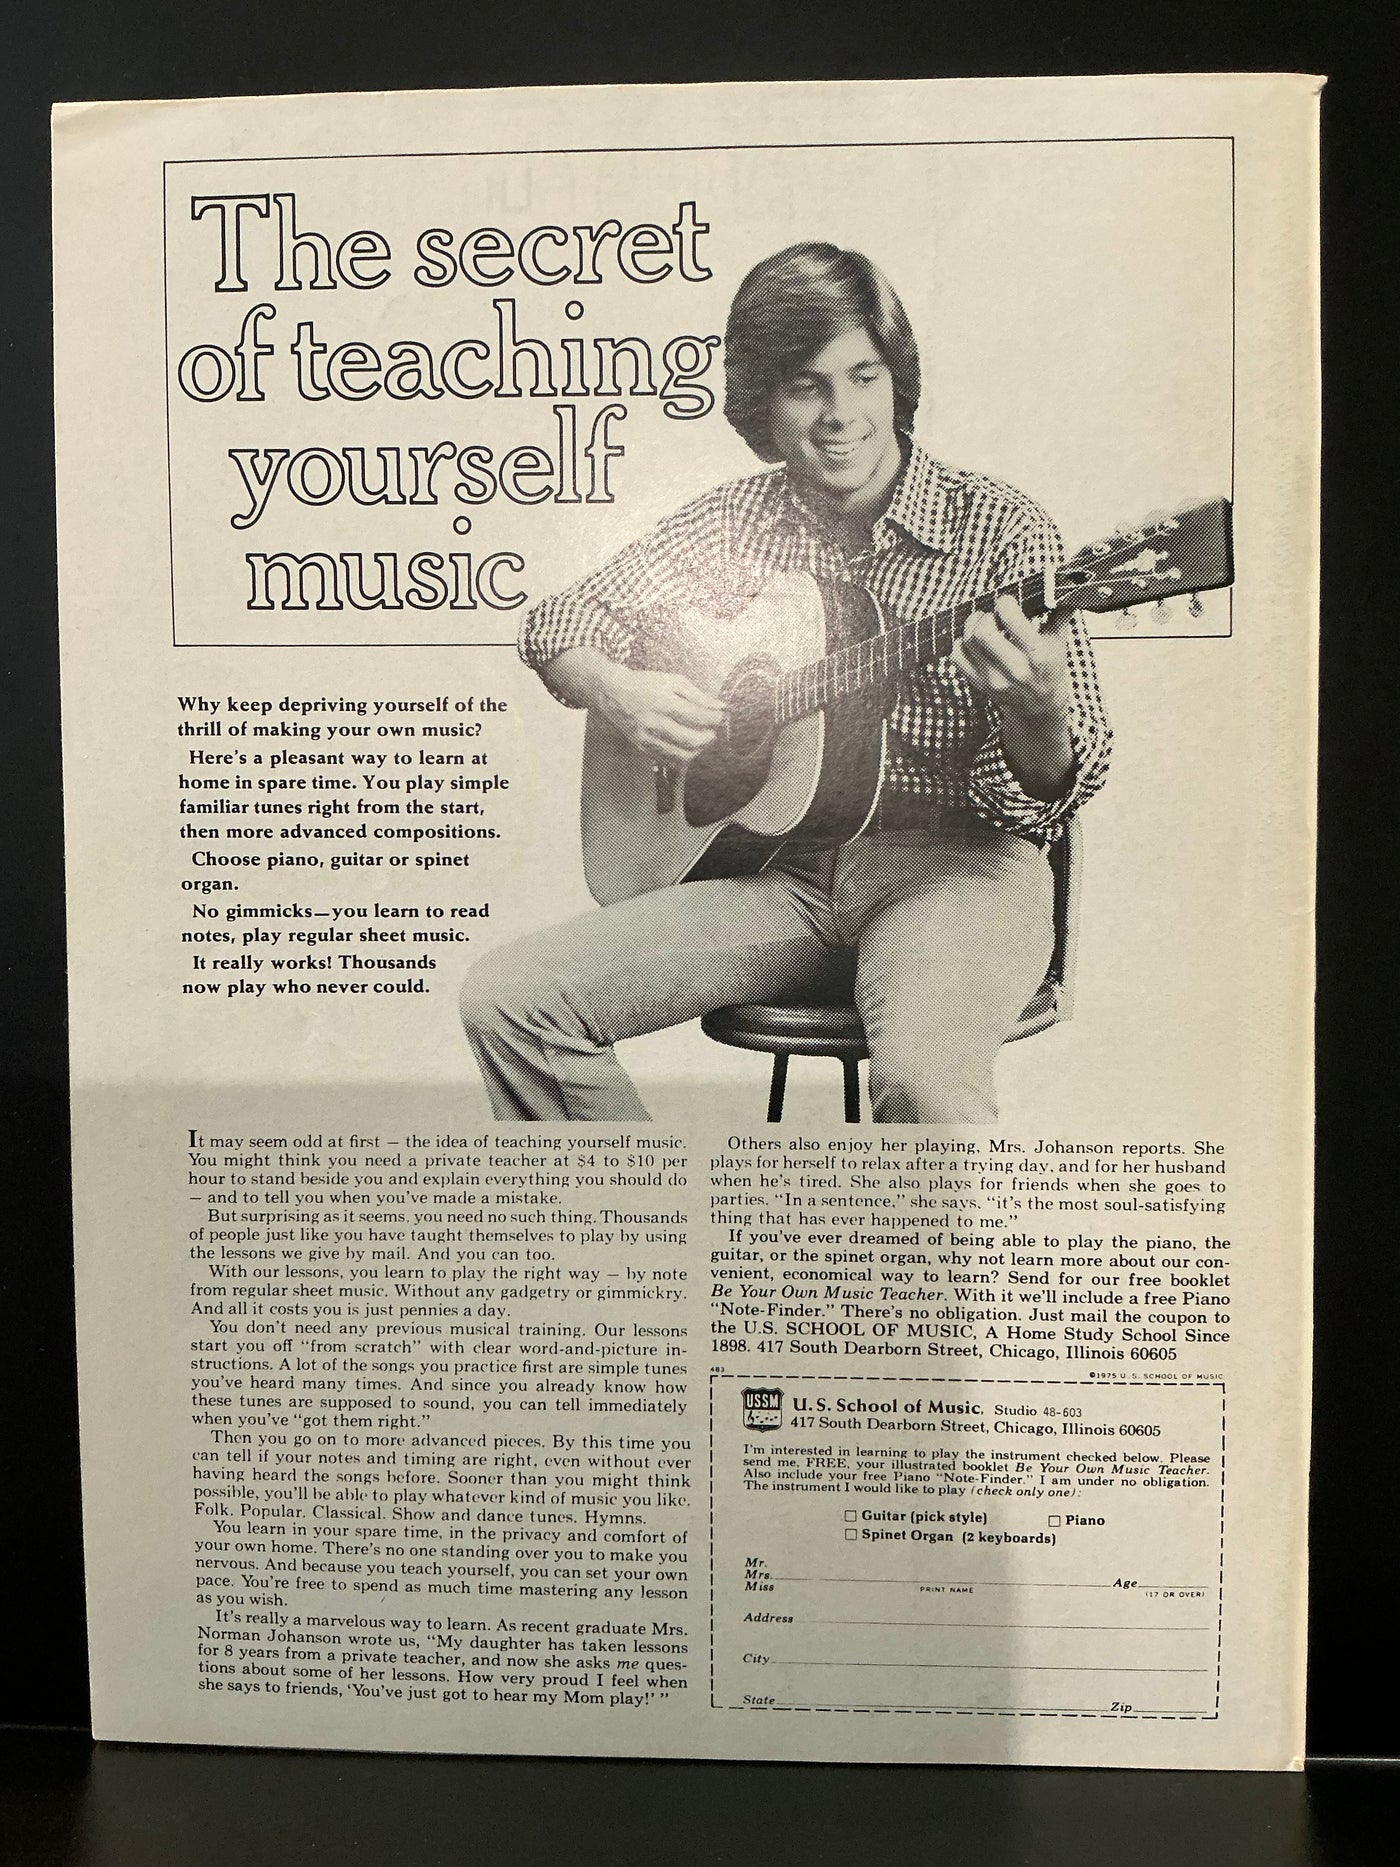 The secret
of teaching
yourself
music
Why keep depriving yourself of the
thrill of making your own music?
Here's a pleasant way to learn at
home in spare time. You play simple
familiar tunes right from the start,
then more advanced compositions.
Choose piano, guitar or spinet
organ.
No gimmicks—you learn to read
notes, play regular sheet music.
It really works! Thousands
now play who never could.
It may seem odd at first — the idea of teaching yourself music.
You might think you need a private teacher at $4 to $10 per
hour to stand beside you and explain everything you should do
— and to tell you when you've made a mistake.
But surprising as it seems, you need no such thing. Thousands
of people just like you have taught themselves to play by using
the lessons we give by mail. And you can too.
With our lessons, you learn to play the right way — by note
from regular sheet music. Without any gadgetry or gimmickry.
And all it costs you is just pennies a day.
You don't need any previous musical training. Our lessons
start you off "from scratch" with clear word-and-picture in-
structions. A lot of the songs you practice first are simple tunes
you've heard many times. And since you already know how
these tunes are supposed to sound, you can tell immediately
when you've "got them right."
Then you go on to more advanced pieces. By this time you
can tell if your notes and timing are right, even without ever
having heard the songs before. Sooner than you might think
possible, you'll be able to play whatever kind of music you like.
Folk. Popular. Classical. Show and dance tunes. Hymns.
You learn in your spare time, in the privacy and comfort of
your own home. There's no one standing over you to make you
nervous. And because you teach yourself, you can set your own
pace. You're free to spend as much time mastering any lesson
as you wish.
It's really a marvelous way to learn. As recent graduate Mrs.
Norman Johanson wrote us, "My daughter has taken lessons
for 8 years from a private teacher, and now she asks me ques-
tions about some of her lessons. How very proud I feel when
she says to friends, 'You've just got to hear my Mom play!' "
Others also enjoy her playing, Mrs. Johanson reports. She
plays for herself to relax after a trying day, and for her husband
when he's tired. She also plays for friends when she goes to
parties. "In a sentence," she says, "it's the most soul-satisfying
thing that has ever happened to me."
If you've ever dreamed of being able to play the piano, the
guitar, or the spinet organ, why not learn more about our con-
venient, economical way to learn? Send for our free booklet
Be Your Own Music Teacher. With it we'll include a free Piano
"Note-Finder." There's no obligation. Just mail the coupon to
the U.S. SCHOOL OF MUSIC, A Home Study School Since
1898. 417 South Dearborn Street, Chicago, Illinois 60605
483
©1975 U.S. SCHOOL OF MUSIC
USSM
U.S. School of Music, Studio 48-603
417 South Dearborn Street, Chicago, Illinois 60605
I'm interested in learning to play the instrument checked below. Please
send me, FREE, your illustrated booklet Be Your Own Music Teacher.
Also include your free Piano "Note-Finder." I am under no obligation.
The instrument I would like to play (check only one):
Guitar (pick style) Piano
Spinet Organ (2 keyboards)
Mr.
Mrs. Age
Miss PRINT NAME (17 OR OVER)
Address
City
State Zip